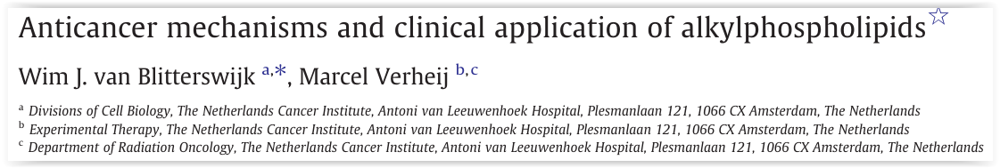 Anticancer mechanisms and clinical application of alkylphospholipids☆
Wim J. van Blitterswijk a,*, Marcel Verheij b,c
a Divisions of Cell Biology, The Netherlands Cancer Institute, Antoni van Leeuwenhoek Hospital, Plesmanlaan 121, 1066 CX Amsterdam, The Netherlands
b Experimental Therapy, The Netherlands Cancer Institute, Antoni van Leeuwenhoek Hospital, Plesmanlaan 121, 1066 CX Amsterdam, The Netherlands
c Department of Radiation Oncology, The Netherlands Cancer Institute, Antoni van Leeuwenhoek Hospital, Plesmanlaan 121, 1066 CX Amsterdam, The Netherlands